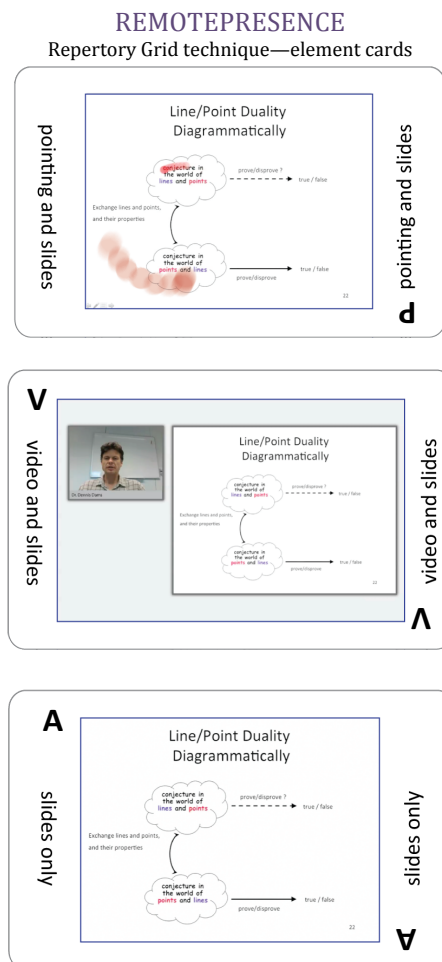 REMOTEPRESENCE
Repertory Grid technique—element cards
pointing and slides
Line/Point Duality
Diagrammatically
conjecture in
the world of
lines and points
prove/disprove ?
true / false
Exchange lines and points,
and their properties
conjecture in
the world of
points and lines
prove/disprove
true / false
22
pointing and slides
P
V
video and slides
Dr Dennis Dams
Line/Point Duality
Diagrammatically
conjecture in
the world of
lines and points
prove/disprove ?
true / false
Exchange lines and points,
and their properties
conjecture in
the world of
points and lines
prove/disprove
true / false
22
video and slides
V
A
slides only
Line/Point Duality
Diagrammatically
conjecture in
the world of
lines and points
prove/disprove ?
true / false
Exchange lines and points,
and their properties
conjecture in
the world of
points and lines
prove/disprove
true / false
22
slides only
A